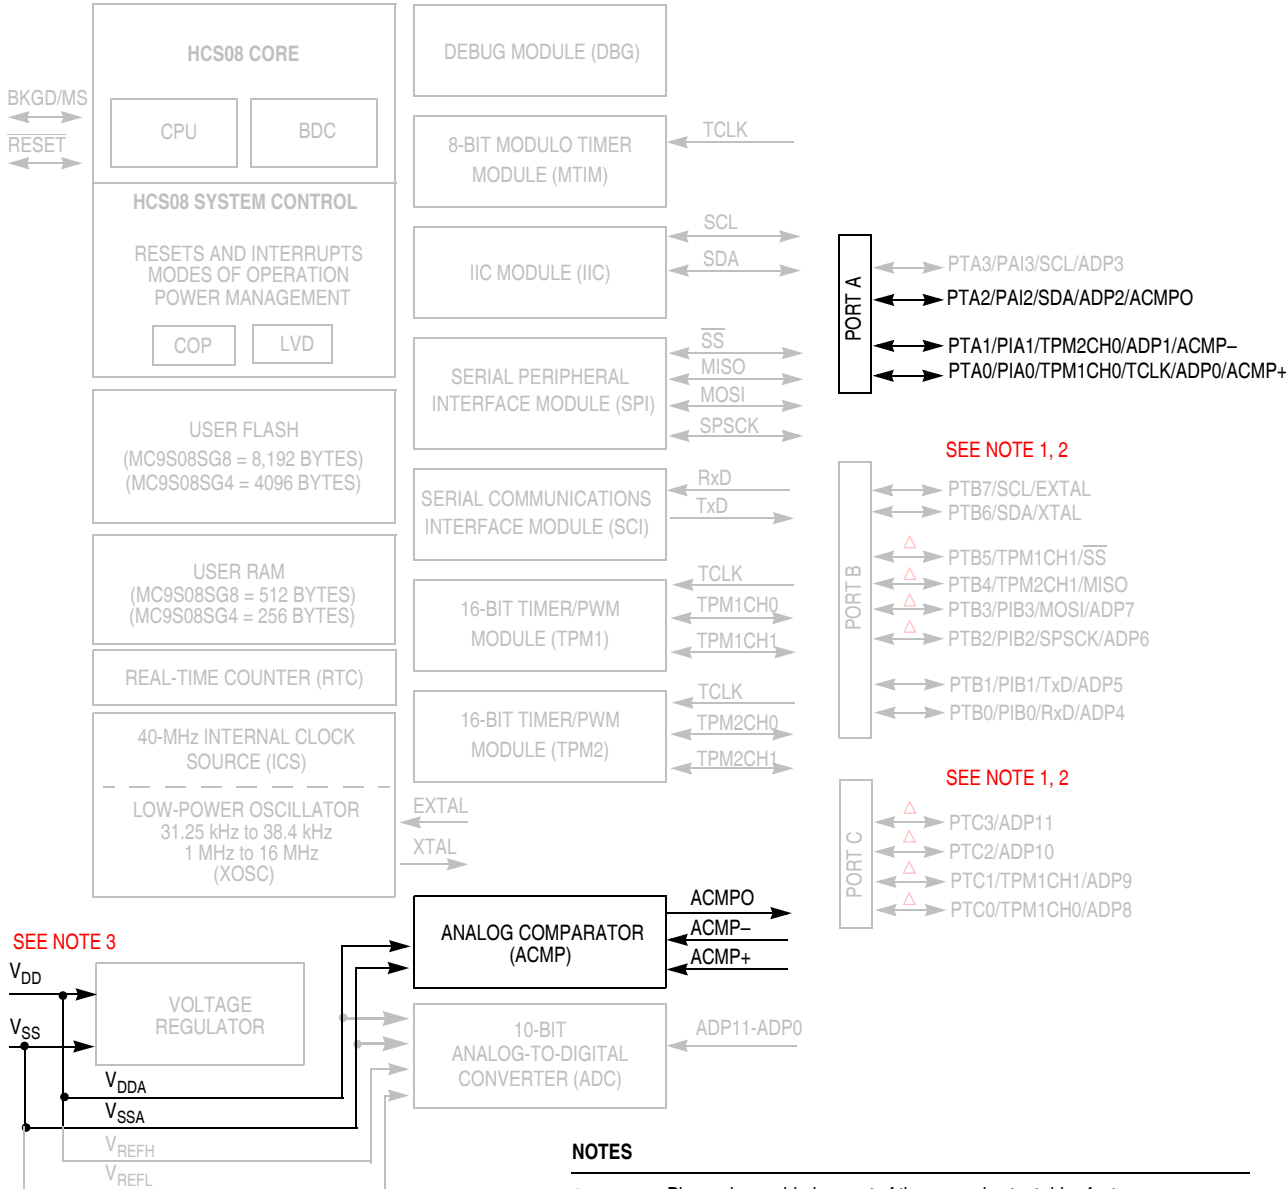 HCS08 CORE
CPU
BDC
BKGD/MS
RESET
HCS08 SYSTEM CONTROL
RESETS AND INTERRUPTS
MODES OF OPERATION
POWER MANAGEMENT
COP
LVD
USER FLASH
(MC9S08SG8 = 8,192 BYTES)
(MC9S08SG4 = 4096 BYTES)
USER RAM
(MC9S08SG8 = 512 BYTES)
(MC9S08SG4 = 256 BYTES)
REAL-TIME COUNTER (RTC)
40-MHz INTERNAL CLOCK
SOURCE (ICS)
LOW-POWER OSCILLATOR
31.25 kHz to 38.4 kHz
1 MHz to 16 MHz
(XOSC)
EXTAL
XTAL
SEE NOTE 3
VDD
VSS
VOLTAGE
REGULATOR
VDDA
VSSA
VREFH
VREFL
DEBUG MODULE (DBG)
8-BIT MODULO TIMER
MODULE (MTIM)
TCLK
IIC MODULE (IIC)
SCL
SDA
SERIAL PERIPHERAL
INTERFACE MODULE (SPI)
SS
MISO
MOSI
SPSCK
SERIAL COMMUNICATIONS
INTERFACE MODULE (SCI)
RxD
TxD
16-BIT TIMER/PWM
MODULE (TPM1)
TCLK
TPM1CH0
TPM1CH1
16-BIT TIMER/PWM
MODULE (TPM2)
TCLK
TPM2CH0
TPM2CH1
ANALOG COMPARATOR
(ACMP)
ACMPO
ACMP–
ACMP+
10-BIT
ANALOG-TO-DIGITAL
CONVERTER (ADC)
ADP11-ADP0
PORT A
PTA3/PAI3/SCL/ADP3
PTA2/PAI2/SDA/ADP2/ACMPO
PTA1/PIA1/TPM2CH0/ADP1/ACMP–
PTA0/PIA0/TPM1CH0/TCLK/ADP0/ACMP+
SEE NOTE 1, 2
PORT B
PTB7/SCL/EXTAL
PTB6/SDA/XTAL
PTB5/TPM1CH1/SS
PTB4/TPM2CH1/MISO
PTB3/PIB3/MOSI/ADP7
PTB2/PIB2/SPSCK/ADP6
PTB1/PIB1/TxD/ADP5
PTB0/PIB0/RxD/ADP4
SEE NOTE 1, 2
PORT C
PTC3/ADP11
PTC2/ADP10
PTC1/TPM1CH1/ADP9
PTC0/TPM1CH0/ADP8
NOTES